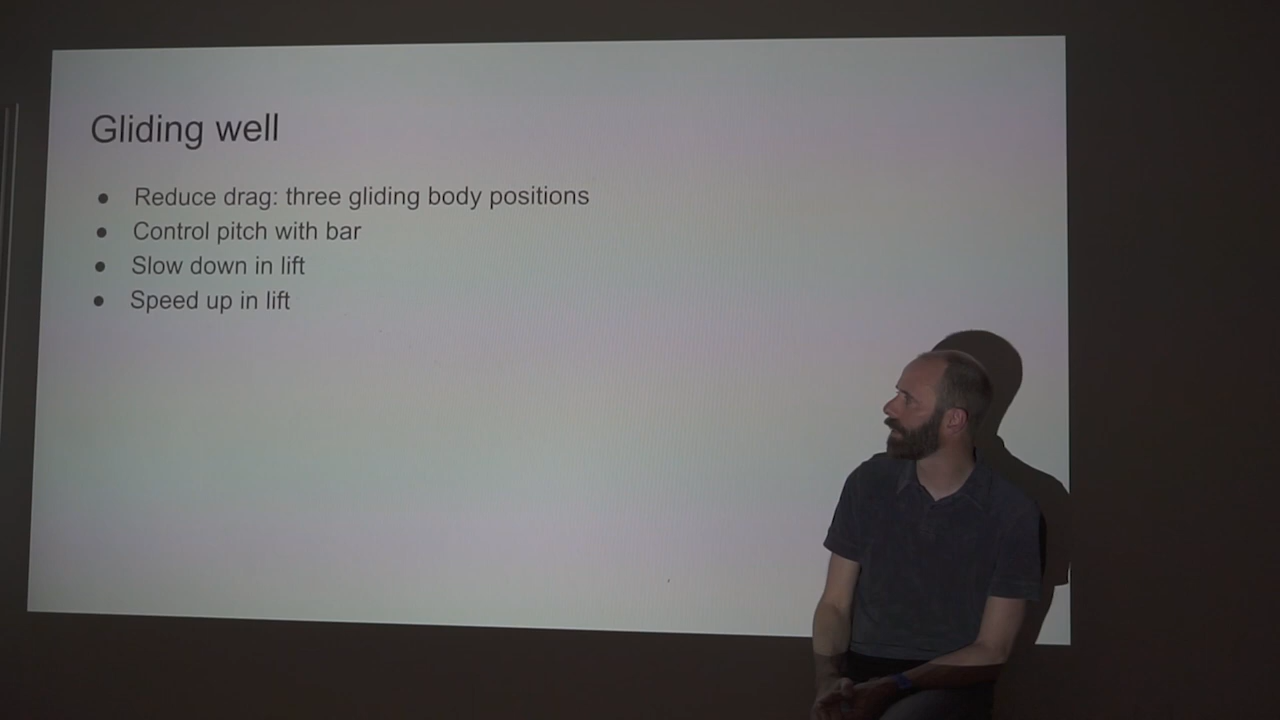 Gliding well
● Reduce drag: three gliding body positions
● Control pitch with bar
● Slow down in lift
● Speed up in lift